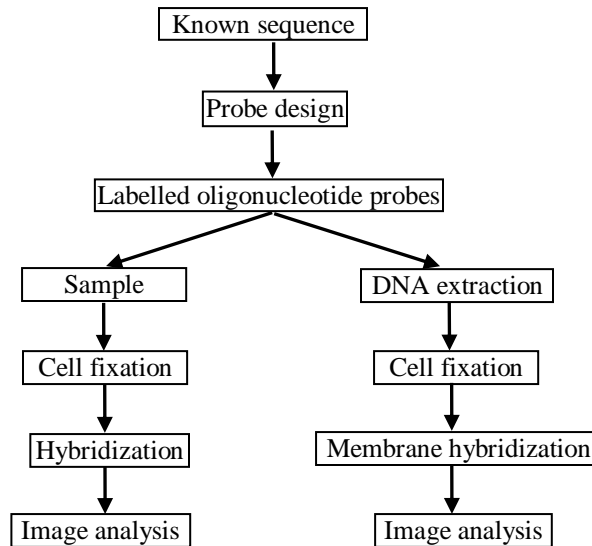 Known sequence
Probe design
Labelled oligonucleotide probes
Sample
DNA extraction
Cell fixation
Cell fixation
Hybridization
Membrane hybridization
Image analysis
Image analysis